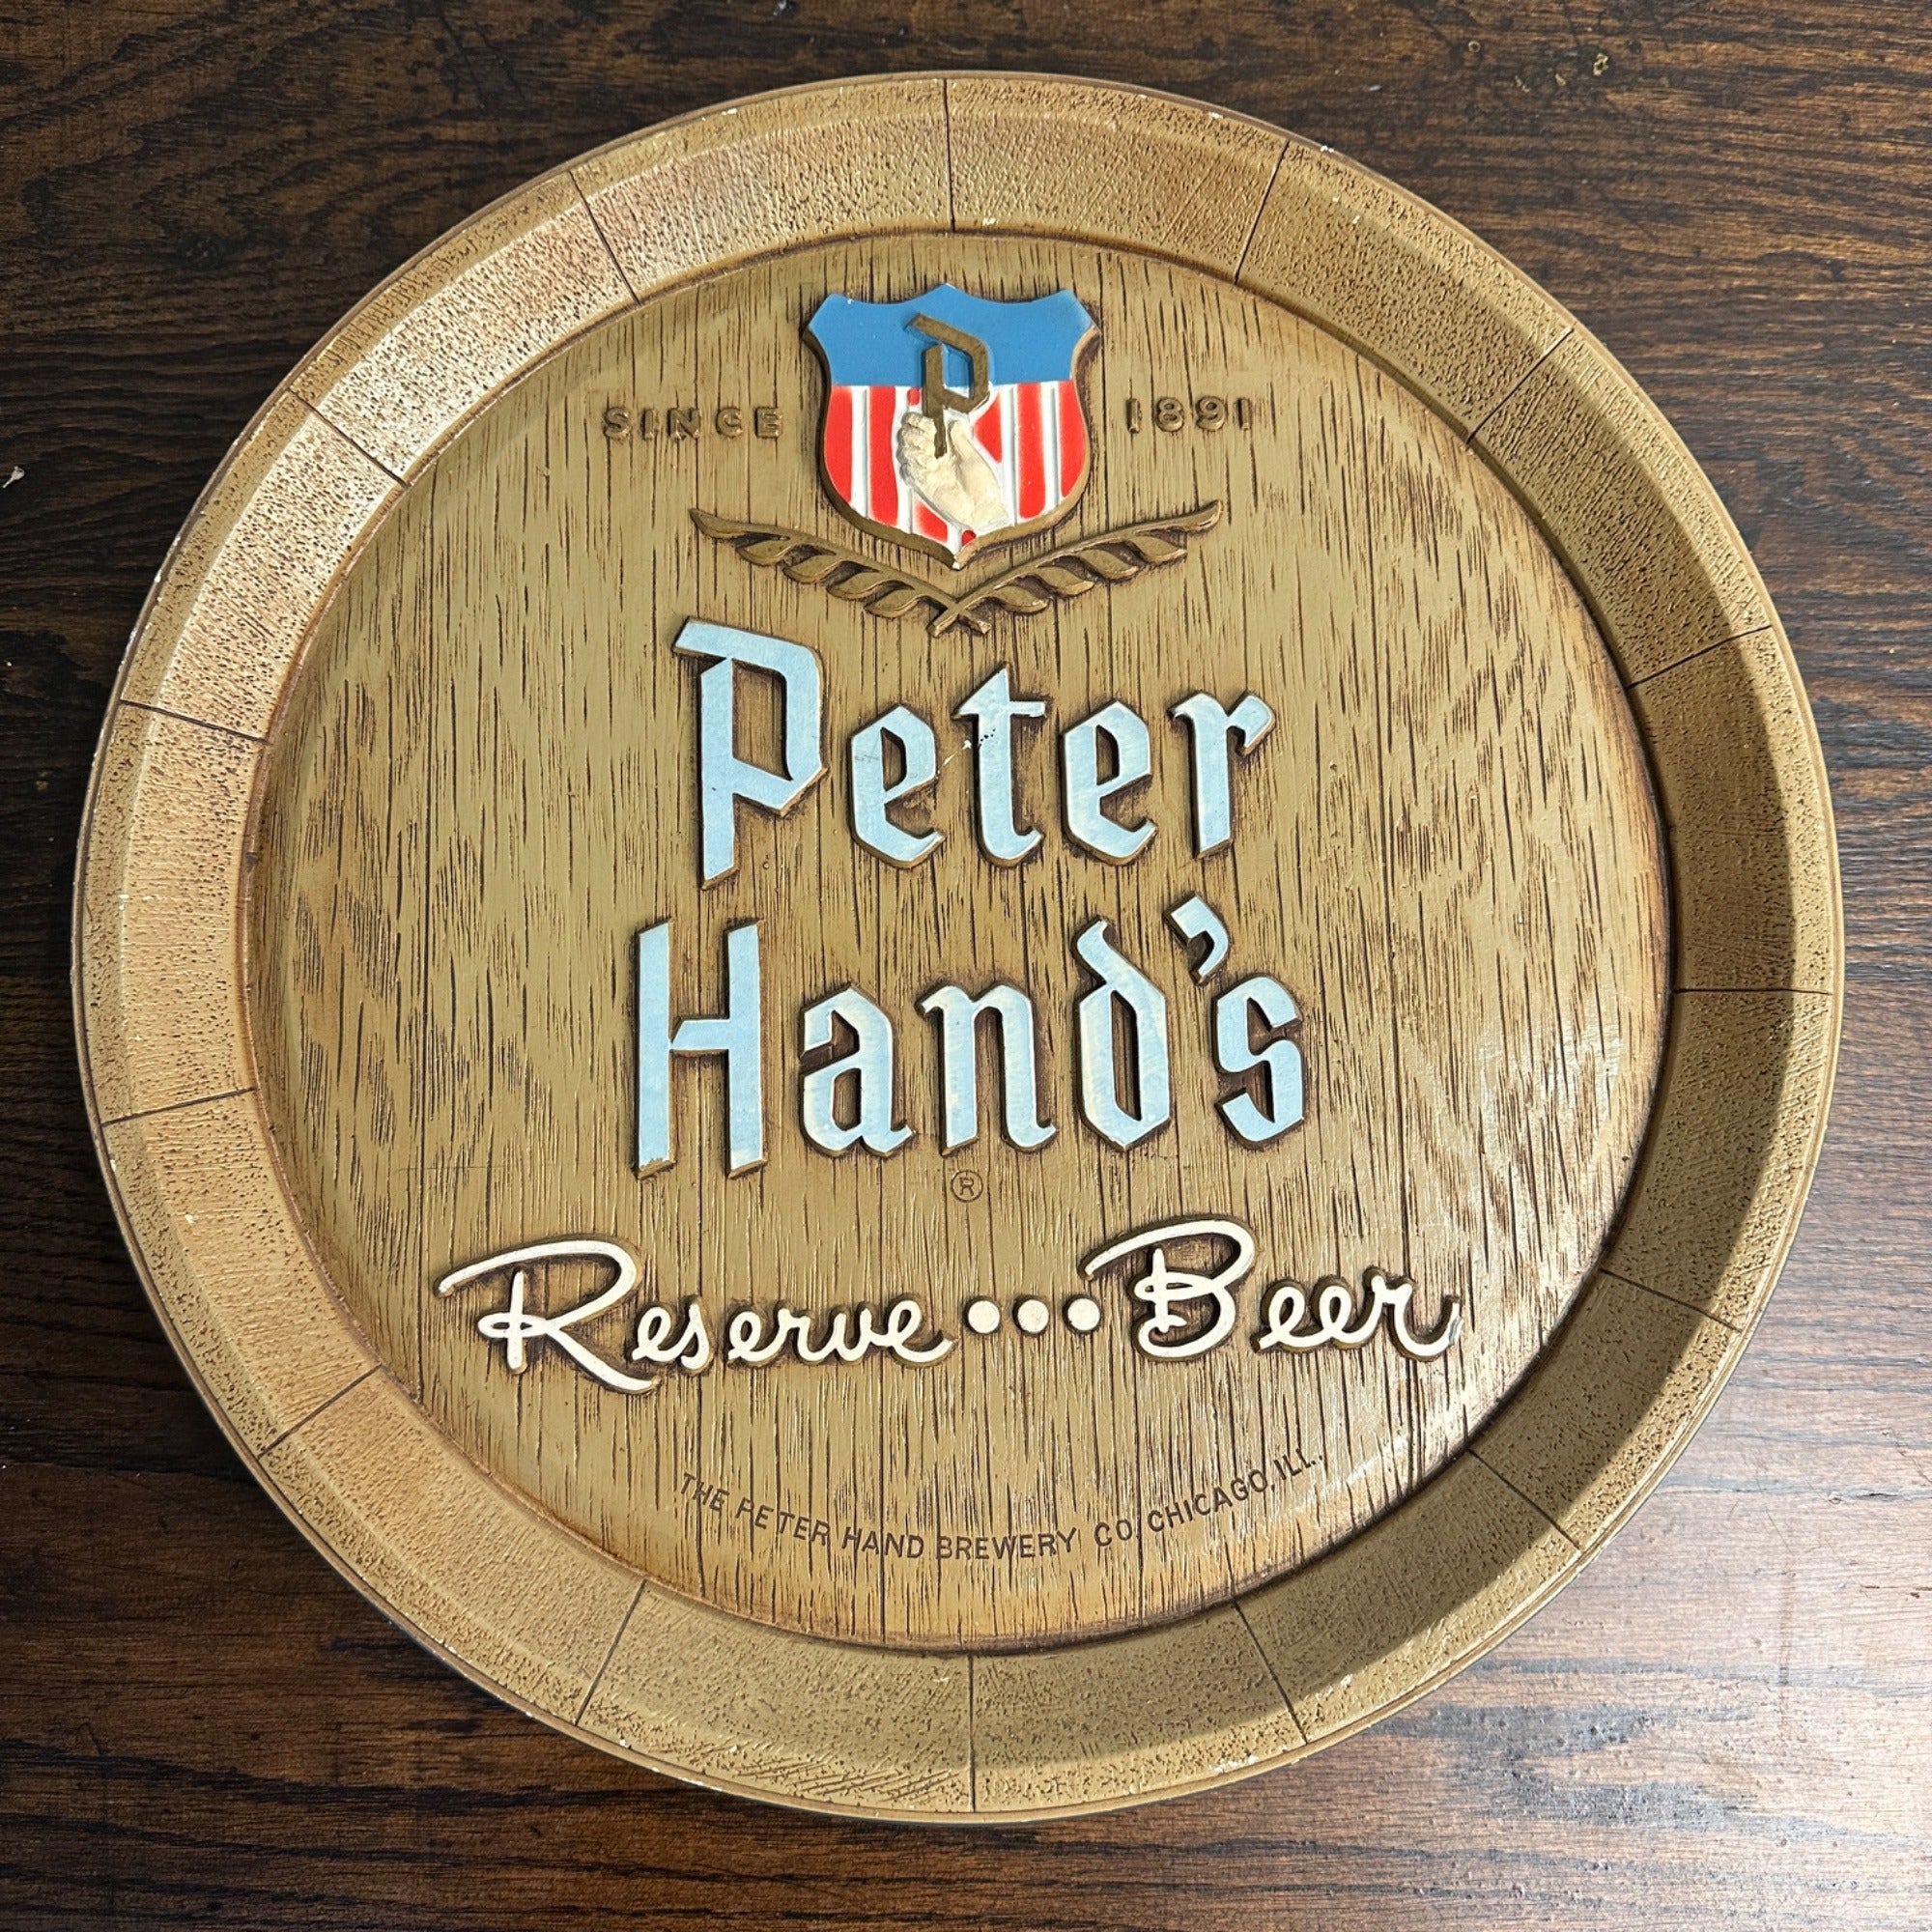 P
SINCE 1891
Peter
Hand's
®
Reserve ••• Beer
THE PETER HAND BREWERY CO. CHICAGO, ILL.